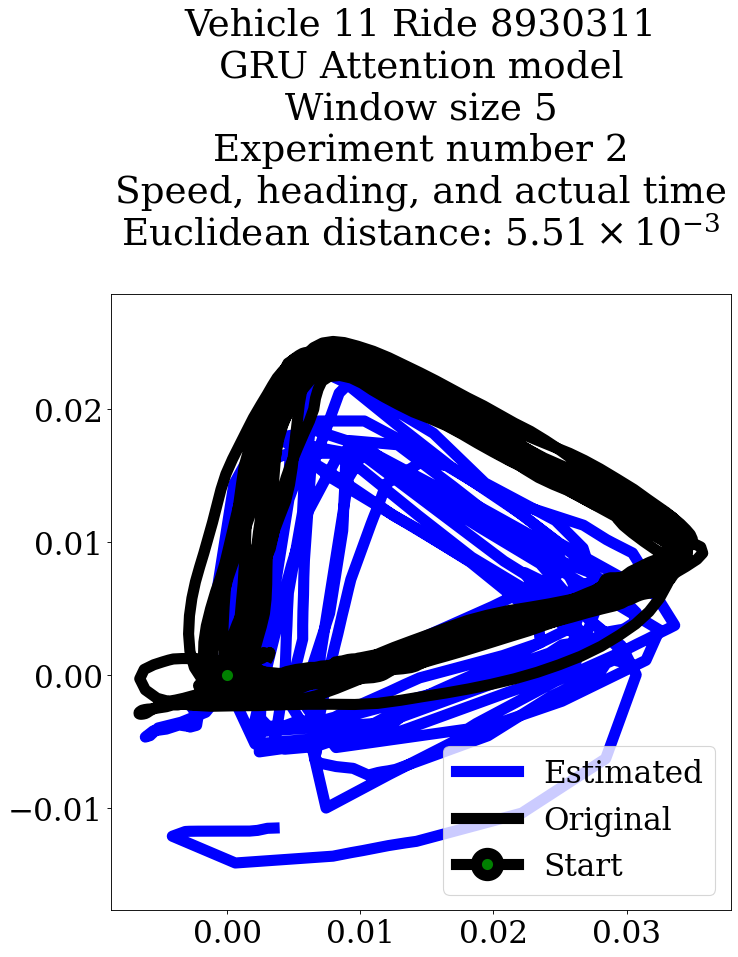 Vehicle 11 Ride 8930311
GRU Attention model
Window size 5
Experiment number 2
Speed, heading, and actual time
Euclidean distance: 5.51 × 10⁻³
0.02
0.01
0.00
−0.01
Estimated
Original
Start
0.00 0.01 0.02 0.03